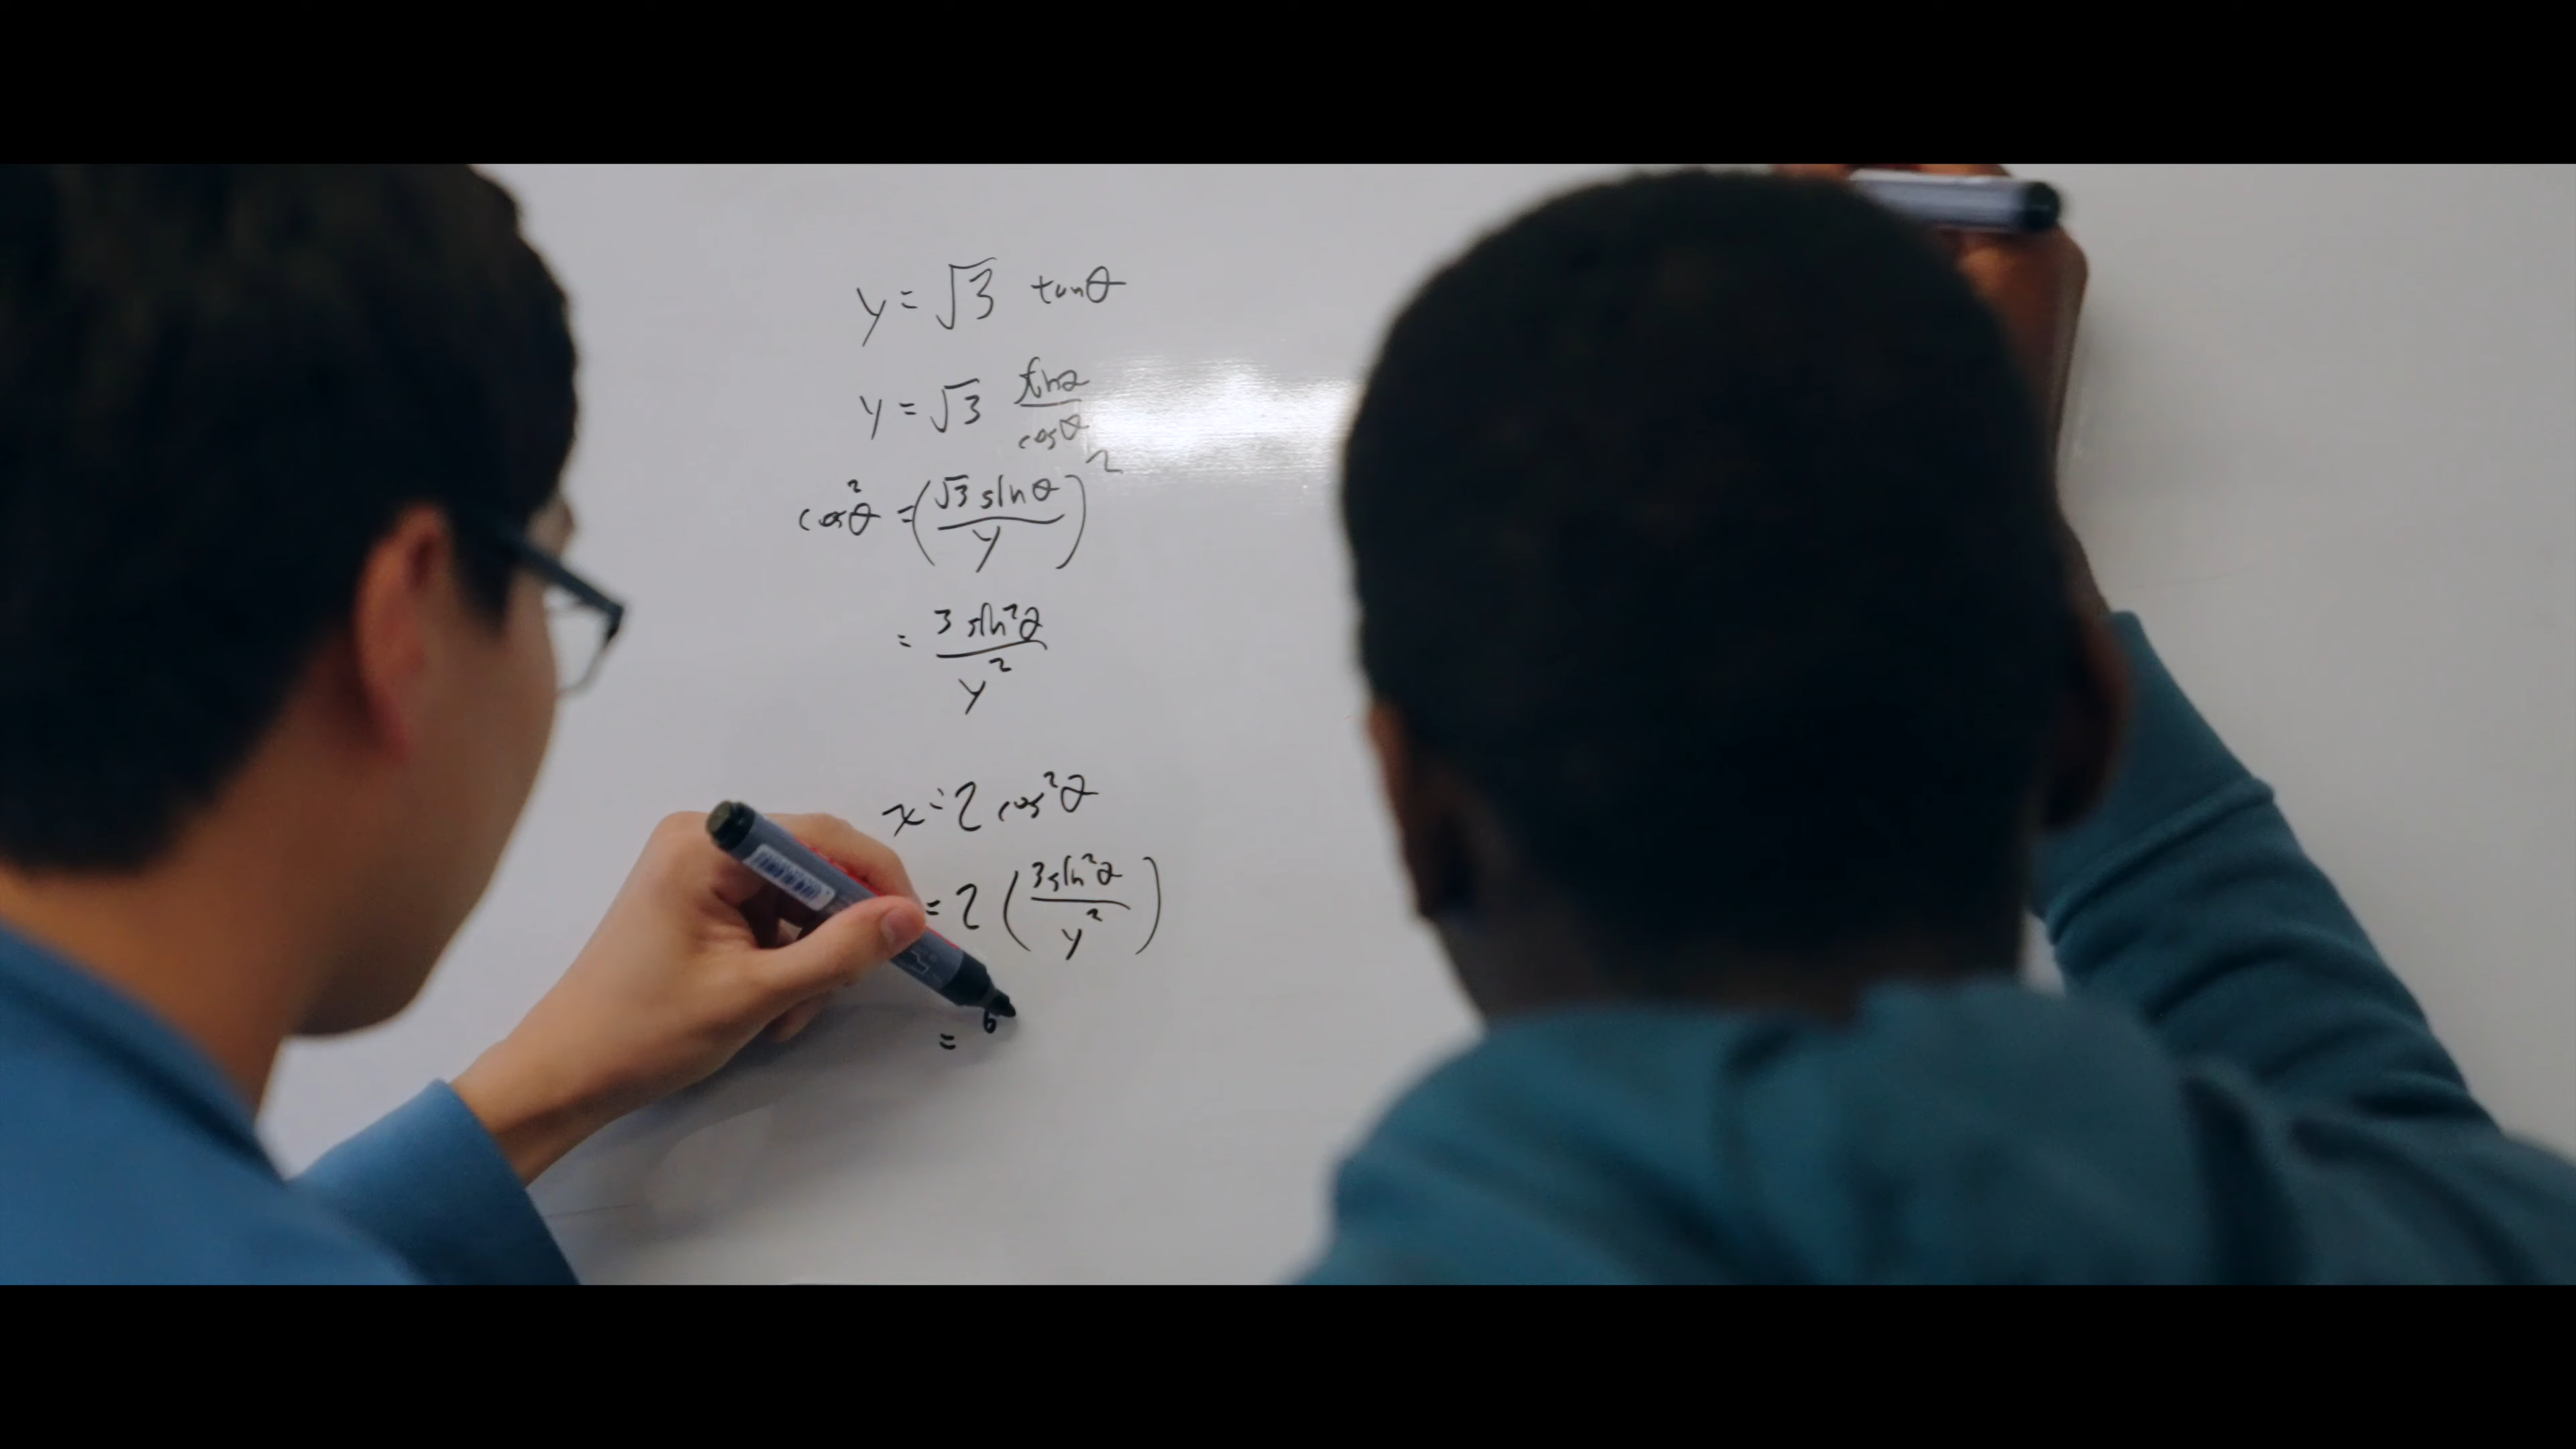 y = √3 tanθ
y = √3 sinθ/cosθ
cos²θ = (√3 sinθ/y)²
= 3 sin²θ/y²
x = 2 cos²θ
= 2 (3 sin²θ/y²)
= 6